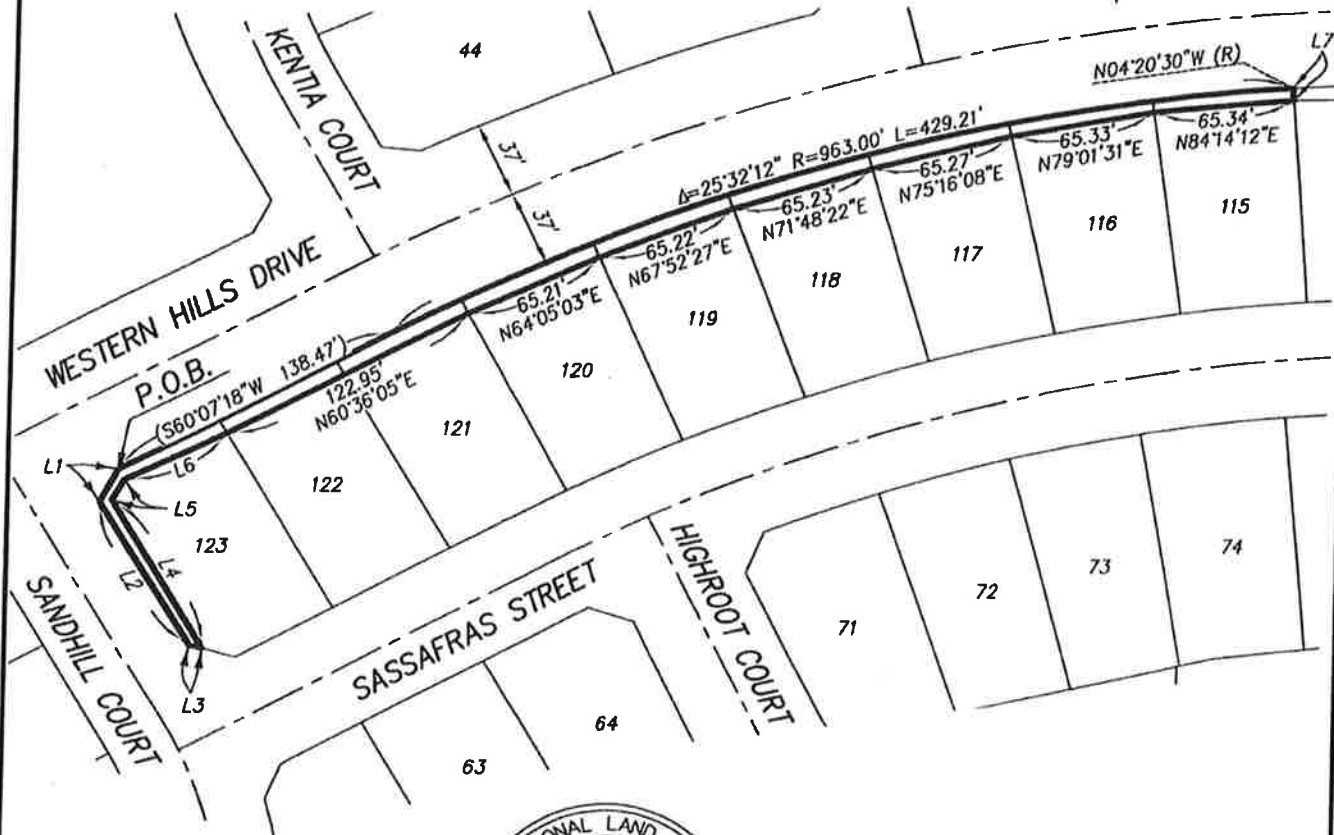 KENTIA COURT
44
L7
N04°20'30"W (R)
37'
37'
Δ=25°32'12" R=963.00' L=429.21'
65.34'
N84°14'12"E
65.33'
N79°01'31"E
65.27'
N75°16'08"E
65.23'
N71°48'22"E
65.22'
N67°52'27"E
65.21'
N64°05'03"E
115
116
117
118
119
120
121
122
123
WESTERN HILLS DRIVE
P.O.B.
(S60°07'18"W 138.47')
122.95'
N60°36'05"E
L1
L6
L5
L2
L4
L3
SANDHILL COURT
SASSAFRAS STREET
HIGHROOT COURT
71
72
73
74
64
63
ONAL LAND